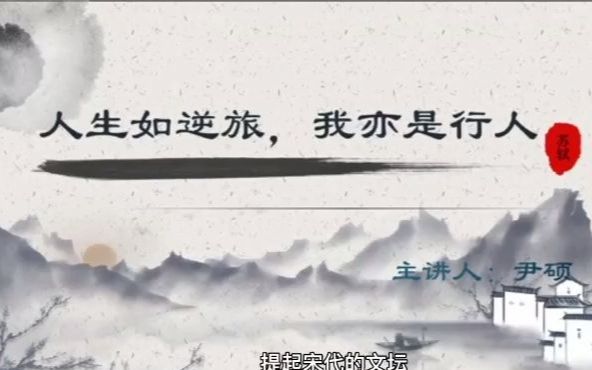 人生如逆旅，我亦是行人
苏轼
主讲人：尹硕
提起宋代的文坛